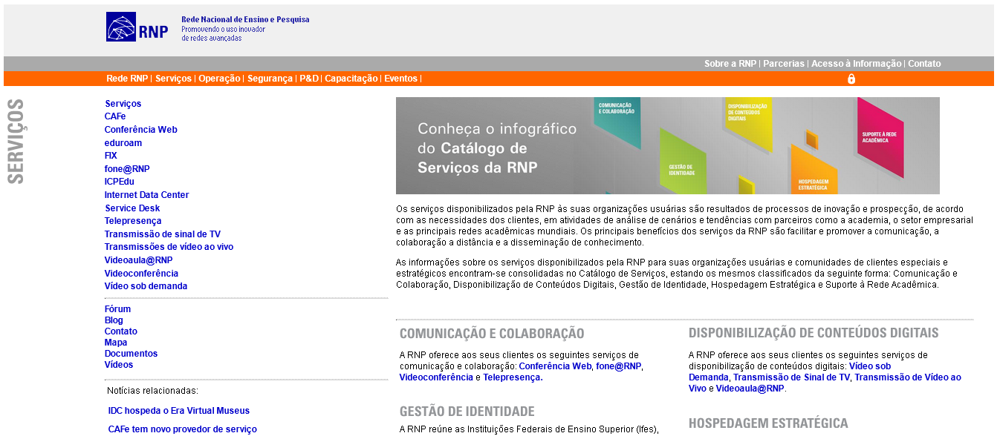 RNP
Rede Nacional de Ensino e Pesquisa
Promovendo o uso inovador
de redes avançadas
Sobre a RNP | Parcerias | Acesso à Informação | Contato
Rede RNP | Serviços | Operação | Segurança | P&D | Capacitação | Eventos |
SERVIÇOS
Serviços
CAFe
Conferência Web
eduroam
FIX
fone@RNP
ICPEdu
Internet Data Center
Service Desk
Telepresença
Transmissão de sinal de TV
Transmissões de vídeo ao vivo
Videoaula@RNP
Videoconferência
Vídeo sob demanda
Fórum
Blog
Contato
Mapa
Documentos
Vídeos
Notícias relacionadas:
IDC hospeda o Era Virtual Museus
CAFe tem novo provedor de serviço
Conheça o infográfico
do Catálogo de
Serviços da RNP
COMUNICAÇÃO
E COLABORAÇÃO
GESTÃO DE
IDENTIDADE
DISPONIBILIZAÇÃO
DE CONTEÚDOS
DIGITAIS
HOSPEDAGEM
ESTRATÉGICA
SUPORTE À REDE
ACADÊMICA
Os serviços disponibilizados pela RNP às suas organizações usuárias são resultados de processos de inovação e prospecção, de acordo
com as necessidades dos clientes, em atividades de análise de cenários e tendências com parceiros como a academia, o setor empresarial
e as principais redes acadêmicas mundiais. Os principais benefícios dos serviços da RNP são facilitar e promover a comunicação, a
colaboração a distância e a disseminação de conhecimento.
As informações sobre os serviços disponibilizados pela RNP para suas organizações usuárias e comunidades de clientes especiais e
estratégicos encontram-se consolidadas no Catálogo de Serviços, estando os mesmos classificados da seguinte forma: Comunicação e
Colaboração, Disponibilização de Conteúdos Digitais, Gestão de Identidade, Hospedagem Estratégica e Suporte à Rede Acadêmica.
COMUNICAÇÃO E COLABORAÇÃO
A RNP oferece aos seus clientes os seguintes serviços de
comunicação e colaboração: Conferência Web, fone@RNP,
Videoconferência e Telepresença.
GESTÃO DE IDENTIDADE
A RNP reúne as Instituições Federais de Ensino Superior (Ifes),
DISPONIBILIZAÇÃO DE CONTEÚDOS DIGITAIS
A RNP oferece aos seus clientes os seguintes serviços de
disponibilização de conteúdos digitais: Vídeo sob
Demanda, Transmissão de Sinal de TV, Transmissão de Vídeo ao
Vivo e Videoaula@RNP.
HOSPEDAGEM ESTRATÉGICA